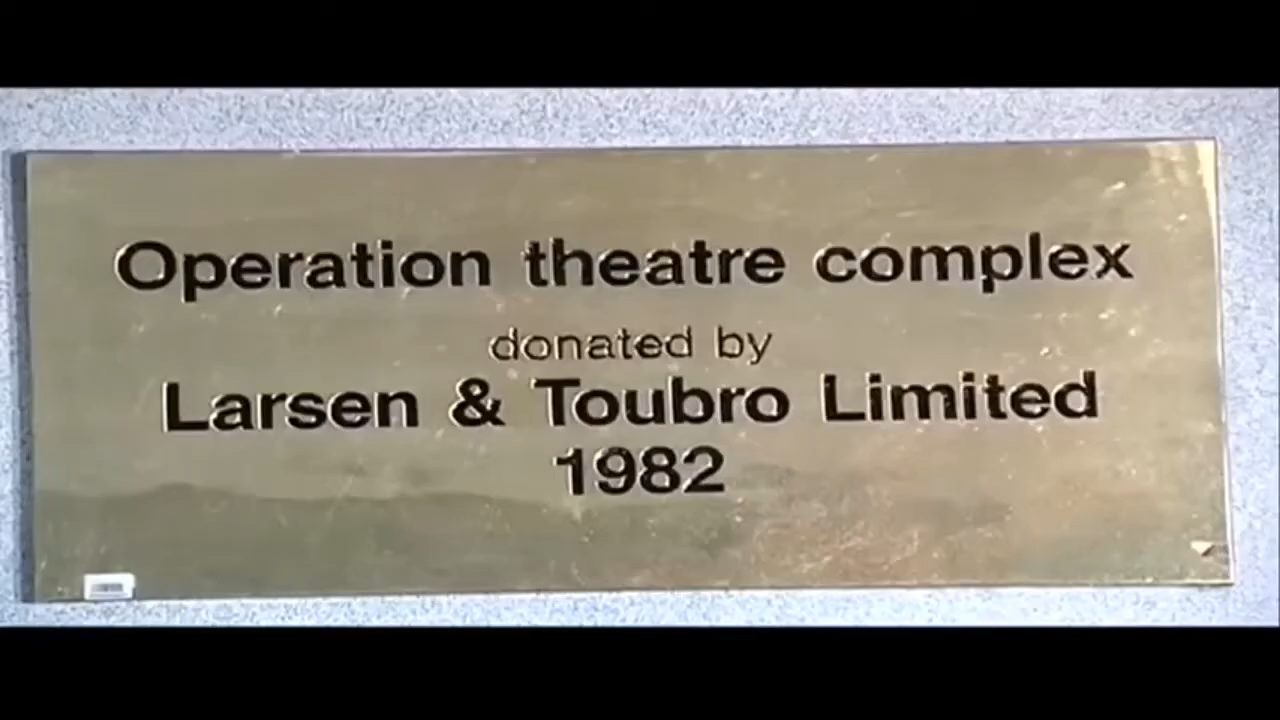 Operation theatre complex
donated by
Larsen & Toubro Limited
1982